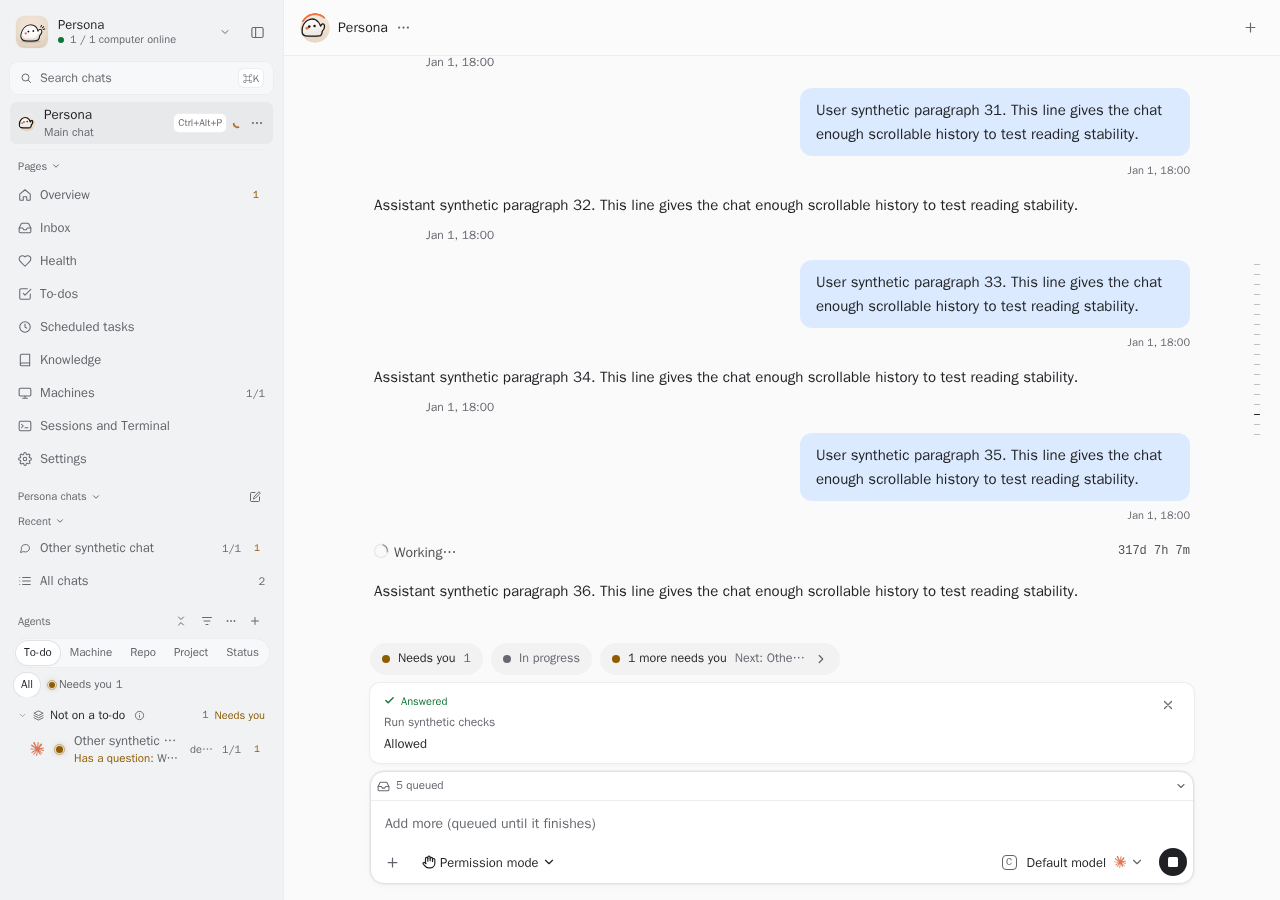 Persona
1 / 1 computer online
Search chats
⌘K
Persona
Main chat
Ctrl+Alt+P
Pages
Overview
1
Inbox
Health
To-dos
Scheduled tasks
Knowledge
Machines
1/1
Sessions and Terminal
Settings
Persona chats
Recent
Other synthetic chat
1/1
1
All chats
2
Agents
To-do
Machine
Repo
Project
Status
All
Needs you 1
Not on a to-do
1 Needs you
Other synthetic ···
de···
1/1
1
Has a question: W···
Persona
Jan 1, 18:00
User synthetic paragraph 31. This line gives the chat
enough scrollable history to test reading stability.
Jan 1, 18:00
Assistant synthetic paragraph 32. This line gives the chat enough scrollable history to test reading stability.
Jan 1, 18:00
User synthetic paragraph 33. This line gives the chat
enough scrollable history to test reading stability.
Jan 1, 18:00
Assistant synthetic paragraph 34. This line gives the chat enough scrollable history to test reading stability.
Jan 1, 18:00
User synthetic paragraph 35. This line gives the chat
enough scrollable history to test reading stability.
Jan 1, 18:00
Working···
317d 7h 7m
Assistant synthetic paragraph 36. This line gives the chat enough scrollable history to test reading stability.
Needs you 1
In progress
1 more needs you Next: Othe···
Answered
Run synthetic checks
Allowed
5 queued
Add more (queued until it finishes)
Permission mode
C
Default model